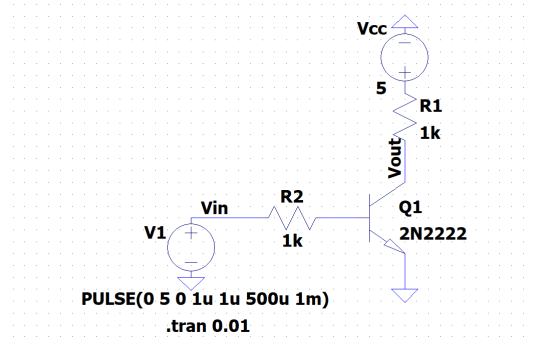 Vcc
5
R1
1k
Vout
Vin
R2
1k
Q1
2N2222
V1
PULSE(0 5 0 1u 1u 500u 1m)
.tran 0.01